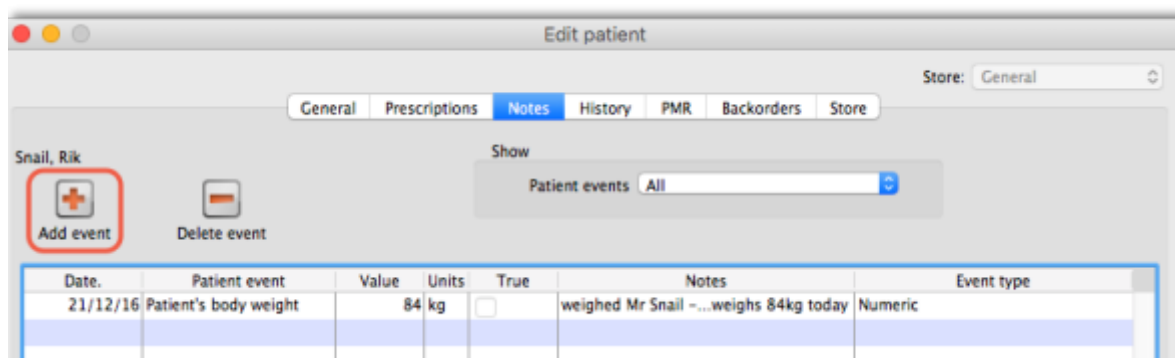 Edit patient
Store: General
General Prescriptions Notes History PMR Backorders Store
Snail, Rik
Show
Patient events All
Add event Delete event
Date. Patient event Value Units True Notes Event type
21/12/16 Patient's body weight 84 kg weighed Mr Snail –...weighs 84kg today Numeric